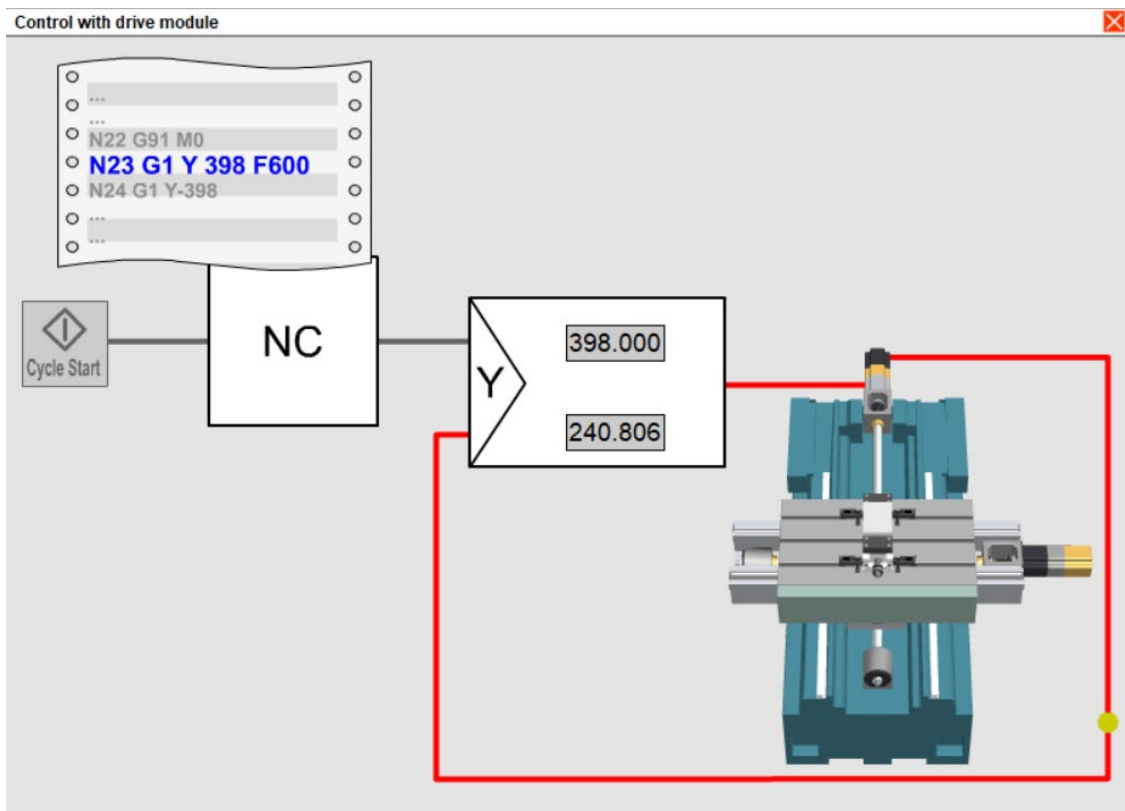 Control with drive module
...
...
N22 G91 M0
N23 G1 Y 398 F600
N24 G1 Y-398
...
...
Cycle Start
NC
Y
398.000
240.806